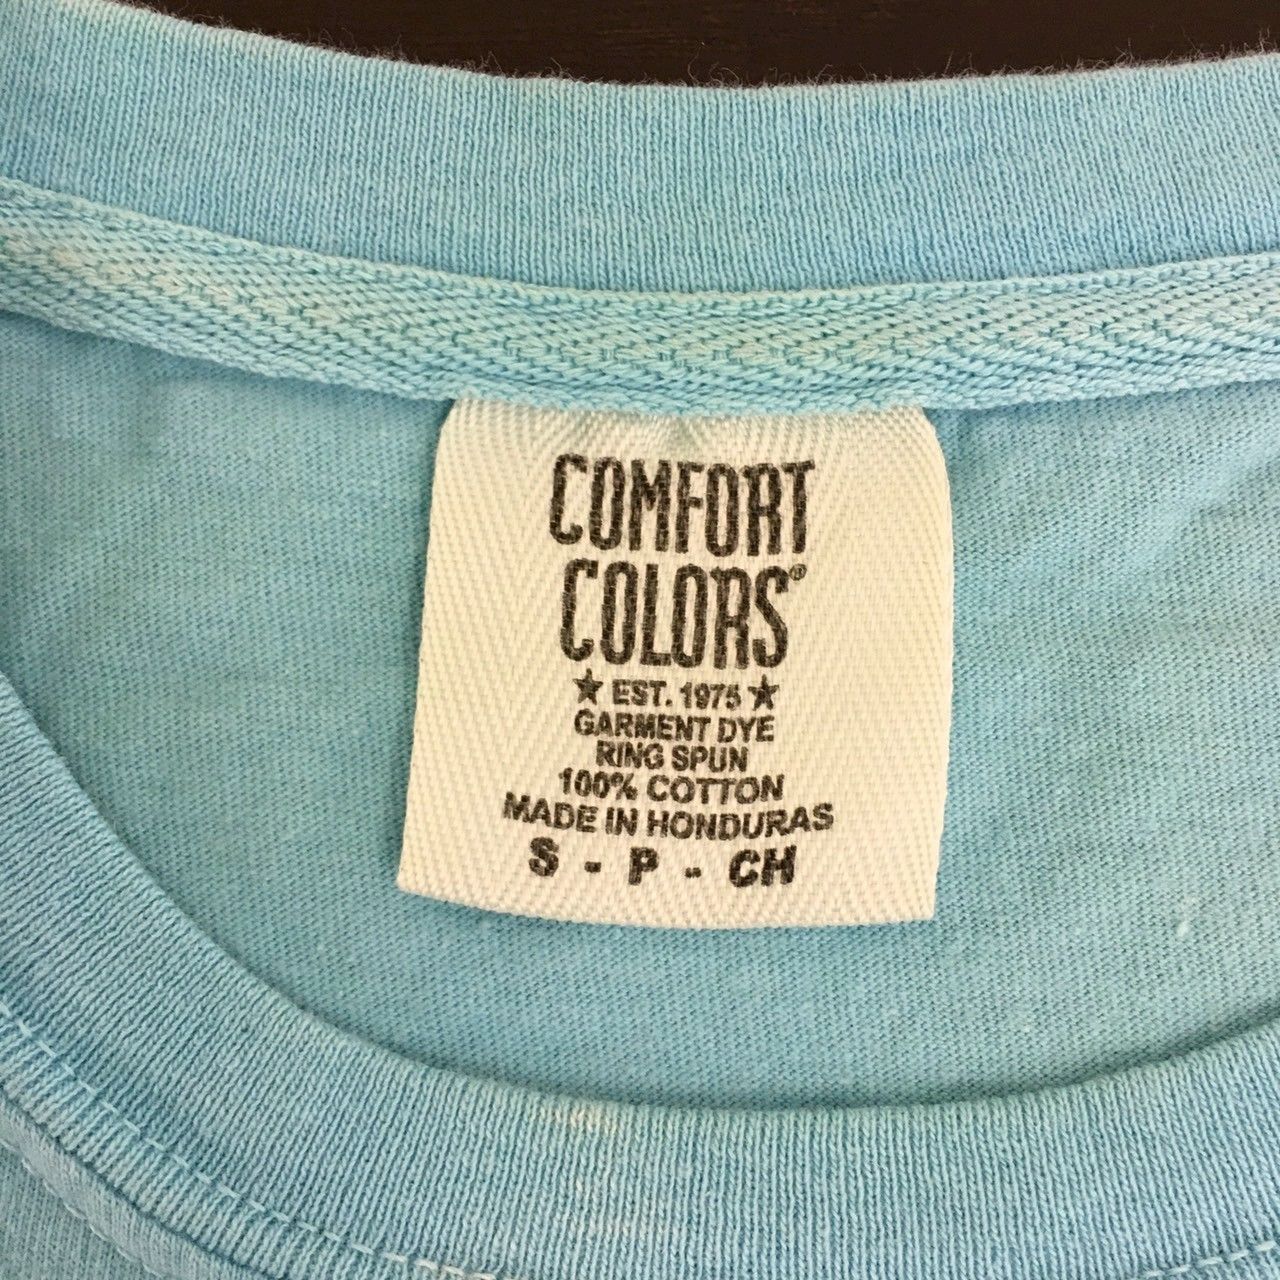 COMFORT
COLORS®
★ EST. 1975 ★
GARMENT DYE
RING SPUN
100% COTTON
MADE IN HONDURAS
S - P - CH